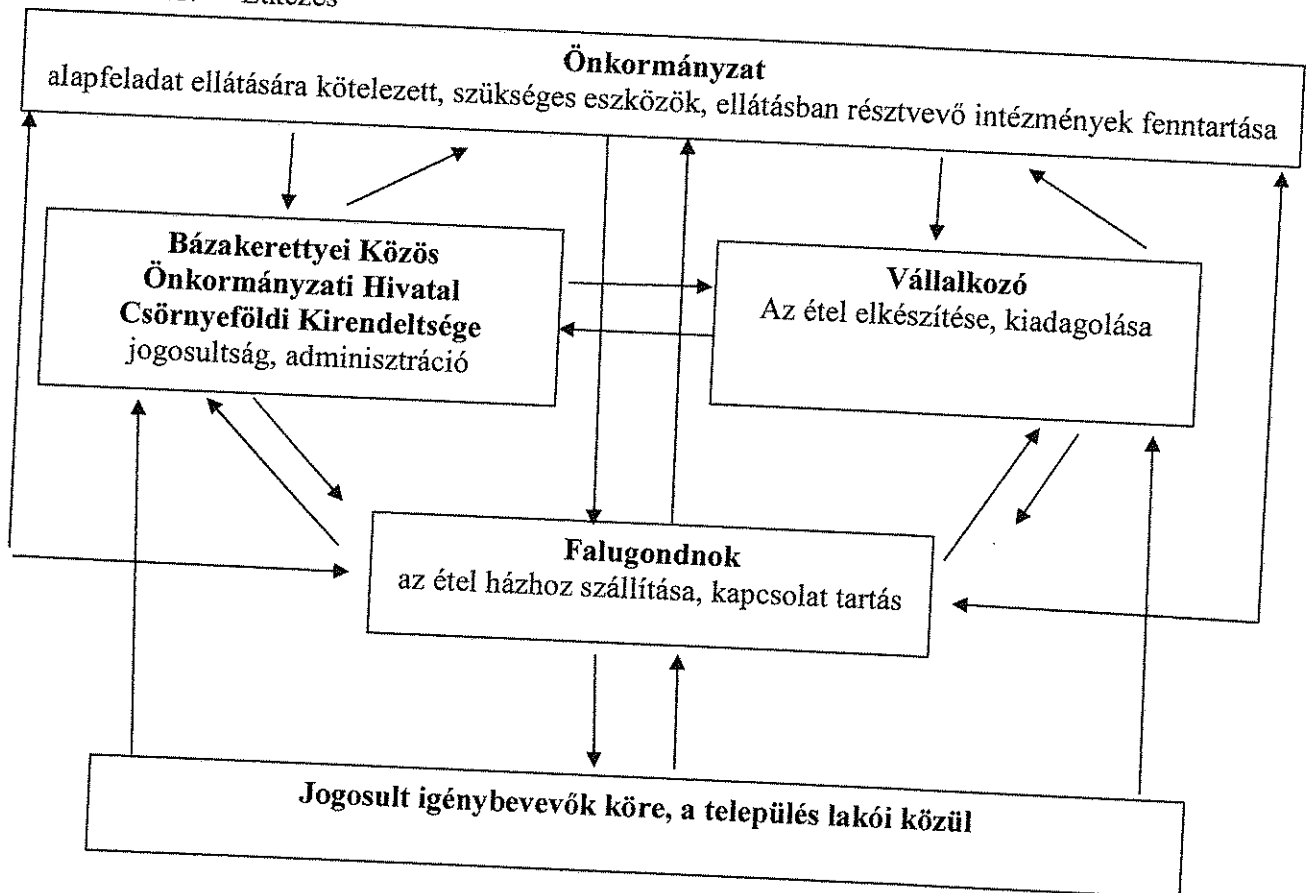 Étkezés
Önkormányzat
alapfeladat ellátására kötelezett, szükséges eszközök, ellátásban résztvevő intézmények fenntartása
Bázakerettyei Közös
Önkormányzati Hivatal
Csörnyeföldi Kirendeltsége
jogosultság, adminisztráció
Vállalkozó
Az étel elkészítése, kiadagolása
Falugondnok
az étel házhoz szállítása, kapcsolat tartás
Jogosult igénybevevők köre, a település lakói közül